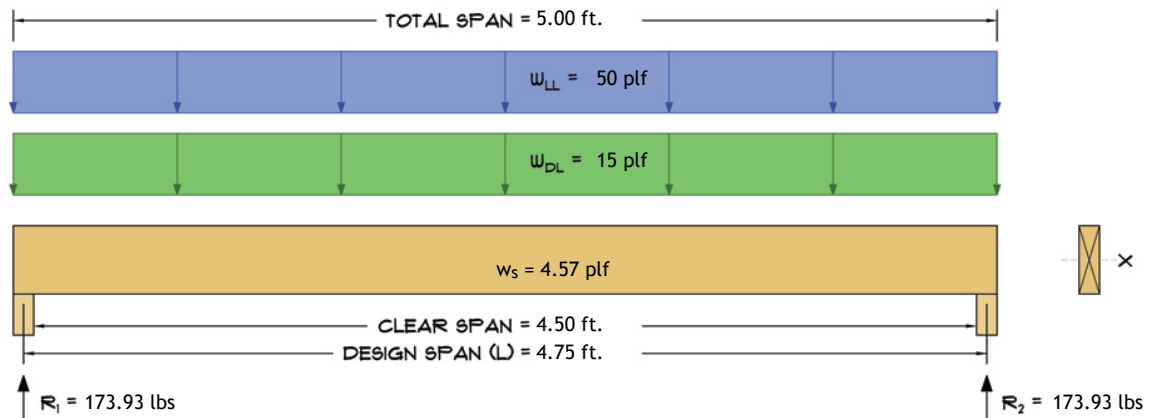 TOTAL SPAN = 5.00 ft.
wLL = 50 plf
wDL = 15 plf
ws = 4.57 plf
X
CLEAR SPAN = 4.50 ft.
DESIGN SPAN (L) = 4.75 ft.
R1 = 173.93 lbs
R2 = 173.93 lbs